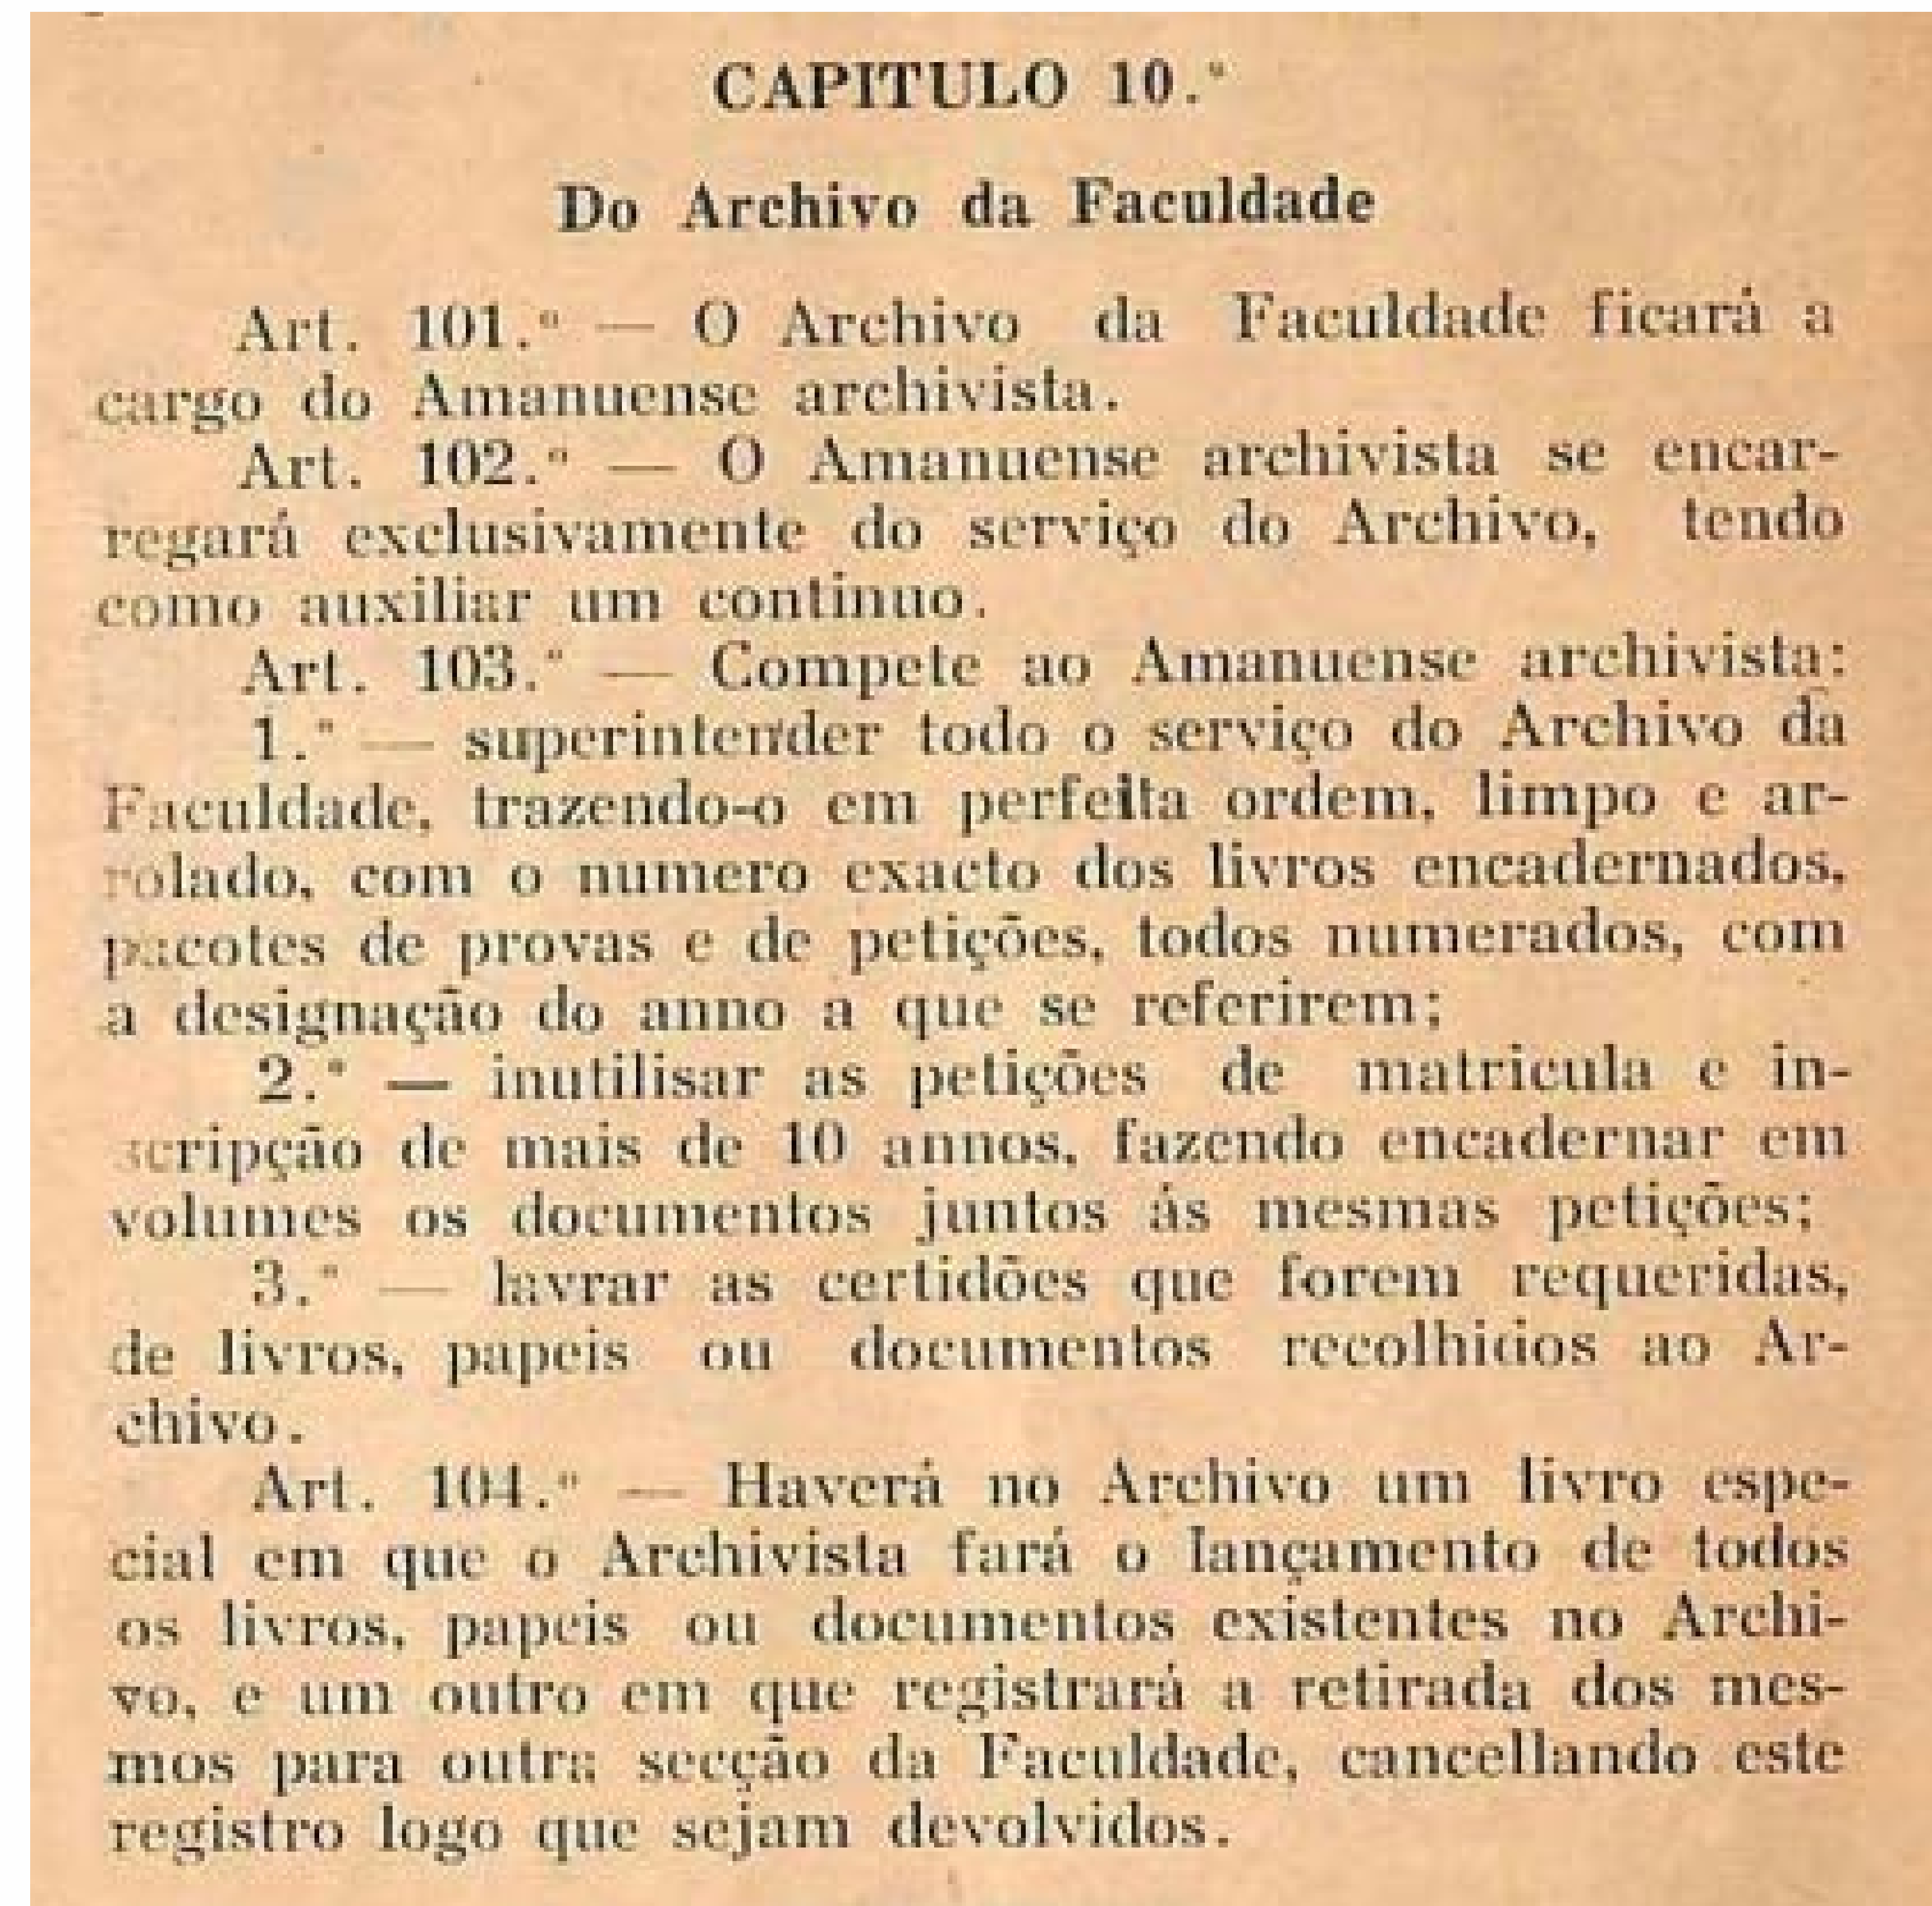 CAPITULO 10.º
Do Archivo da Faculdade
Art. 101.º — O Archivo da Faculdade ficará a
cargo do Amanuense archivista.
Art. 102.º — O Amanuense archivista se encar-
regará exclusivamente do serviço do Archivo, tendo
como auxiliar um continuo.
Art. 103.º — Compete ao Amanuense archivista:
1.º — superintender todo o serviço do Archivo da
Faculdade, trazendo-o em perfeita ordem, limpo e ar-
rolado, com o numero exacto dos livros encadernados,
pacotes de provas e de petições, todos numerados, com
a designação do anno a que se referirem;
2.º — inutilisar as petições de matricula e in-
scripção de mais de 10 annos, fazendo encadernar em
volumes os documentos juntos ás mesmas petições;
3.º — lavrar as certidões que forem requeridas,
de livros, papeis ou documentos recolhidos ao Ar-
chivo.
Art. 104.º — Haverá no Archivo um livro espe-
cial em que o Archivista fará o lançamento de todos
os livros, papeis ou documentos existentes no Archi-
vo, e um outro em que registrará a retirada dos mes-
mos para outra secção da Faculdade, cancellando este
registro logo que sejam devolvidos.